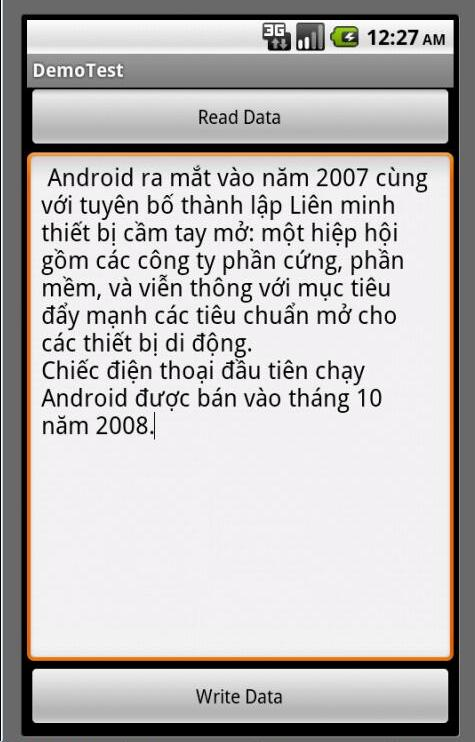 3G 12:27 AM
DemoTest
Read Data
Android ra mắt vào năm 2007 cùng
với tuyên bố thành lập Liên minh
thiết bị cầm tay mở: một hiệp hội
gồm các công ty phần cứng, phần
mềm, và viễn thông với mục tiêu
đẩy mạnh các tiêu chuẩn mở cho
các thiết bị di động.
Chiếc điện thoại đầu tiên chạy
Android được bán vào tháng 10
năm 2008.
Write Data